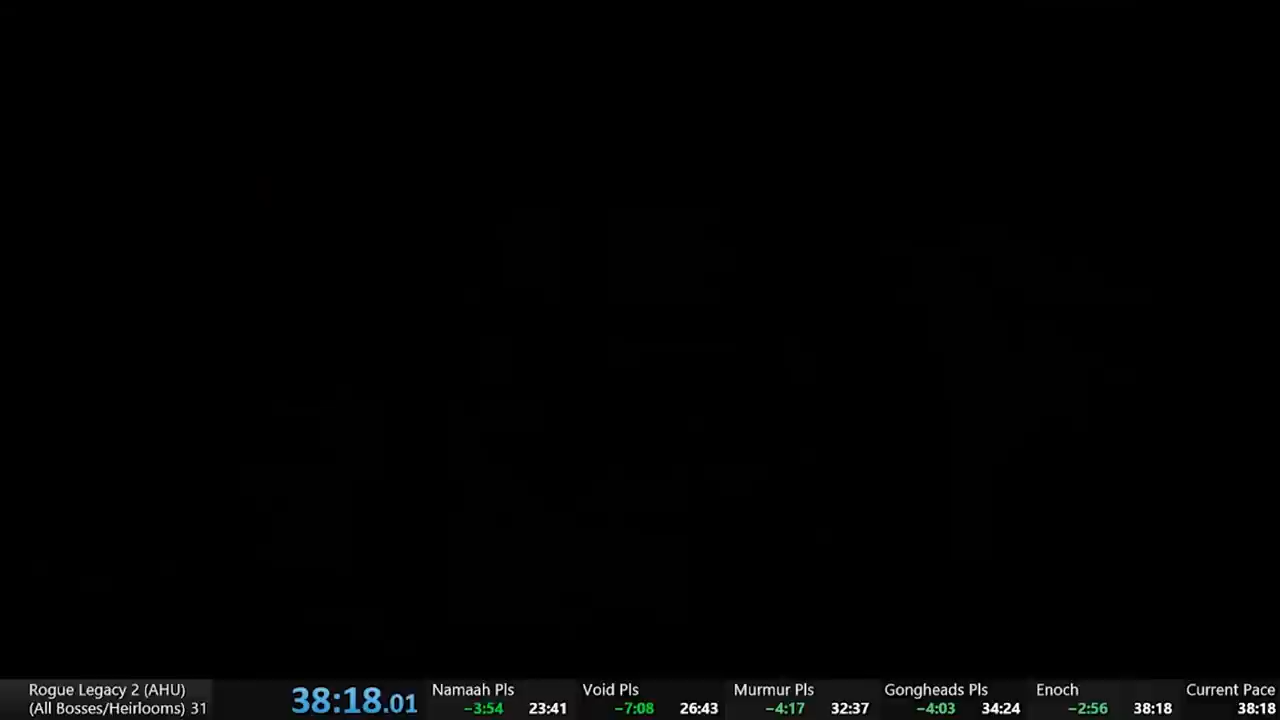 Rogue Legacy 2 (AHU)
(All Bosses/Heirlooms) 31
38:18.01
Namaah Pls
−3:54 23:41
Void Pls
−7:08 26:43
Murmur Pls
−4:17 32:37
Gongheads Pls
−4:03 34:24
Enoch
−2:56 38:18
Current Pace
38:18